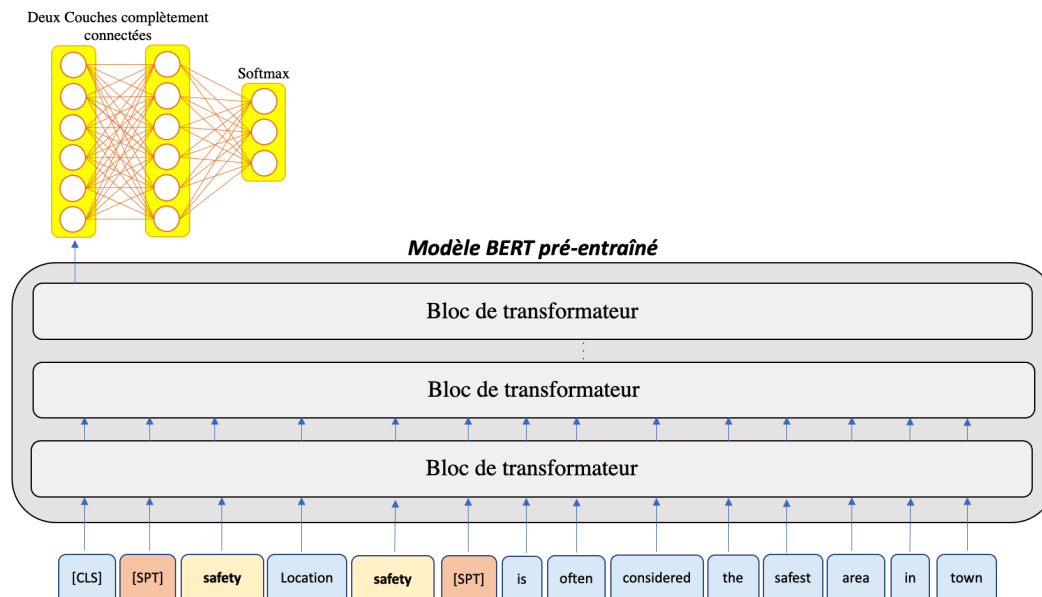 Deux Couches complètement
connectées
Softmax
Modèle BERT pré-entraîné
Bloc de transformateur
Bloc de transformateur
Bloc de transformateur
[CLS] [SPT] safety Location safety [SPT] is often considered the safest area in town